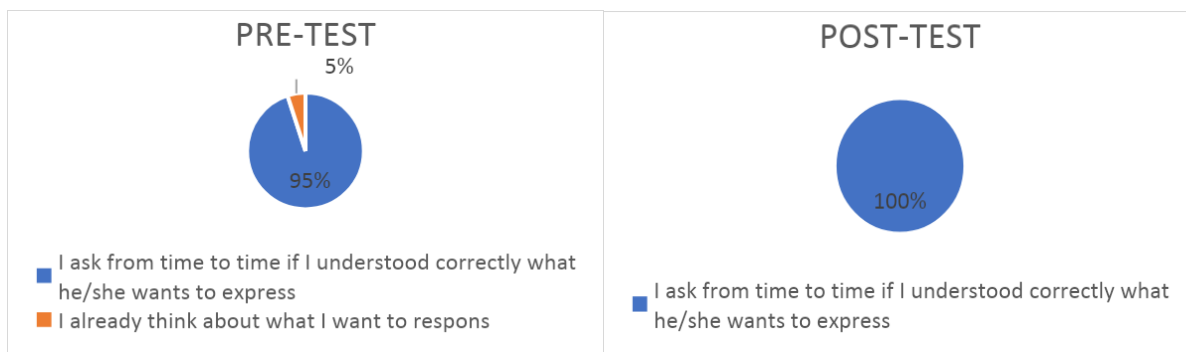 PRE-TEST
5%
95%
I ask from time to time if I understood correctly what
he/she wants to express
I already think about what I want to respons
POST-TEST
100%
I ask from time to time if I understood correctly what
he/she wants to express